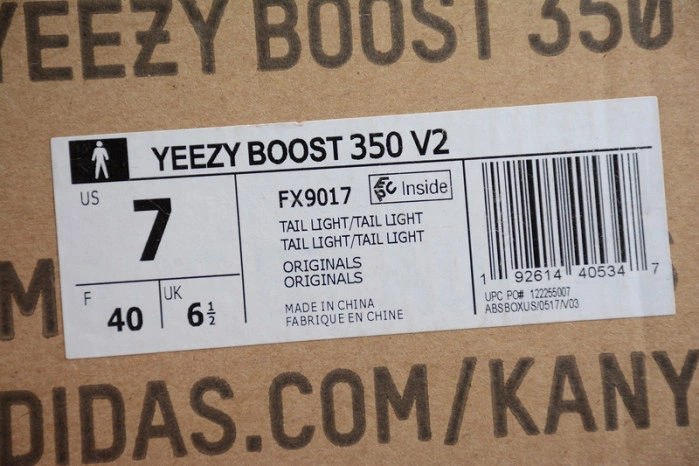 YEEZY BOOST 350
YEEZY BOOST 350 V2
US
7
F
40
UK
6½
FX9017
Inside
TAIL LIGHT/TAIL LIGHT
TAIL LIGHT/TAIL LIGHT
ORIGINALS
ORIGINALS
MADE IN CHINA
FABRIQUE EN CHINE
1 92614 40534 7
UPC PO# 122255007
ABSBOXUS/0517/V03
M
DIDAS.COM/KANY